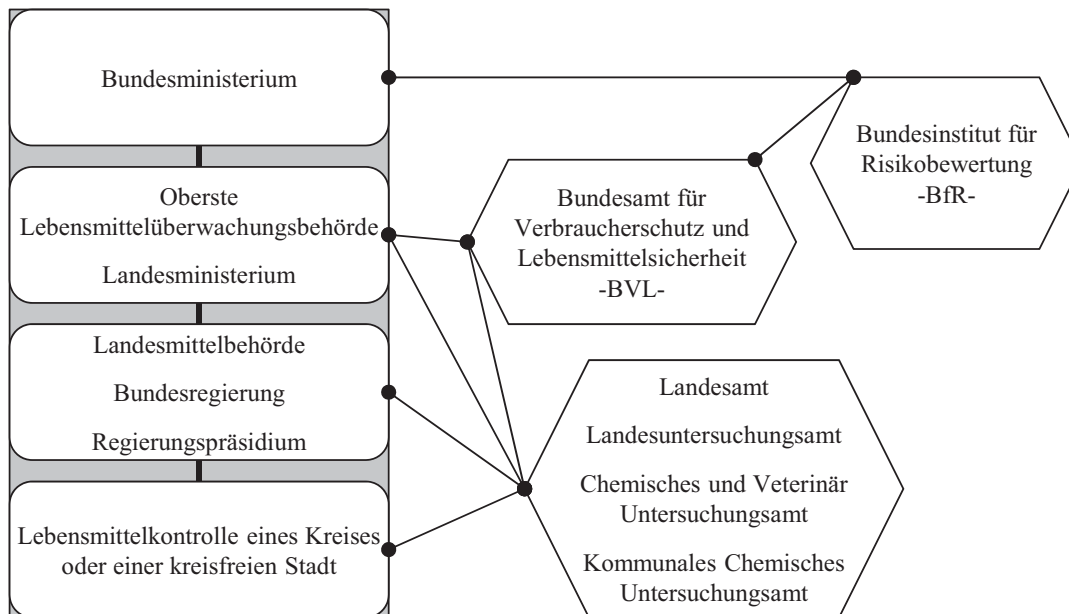 Bundesministerium
Oberste
Lebensmittelüberwachungsbehörde
Landesministerium
Landesmittelbehörde
Bundesregierung
Regierungspräsidium
Lebensmittelkontrolle eines Kreises
oder einer kreisfreien Stadt
Bundesamt für
Verbraucherschutz und
Lebensmittelsicherheit
-BVL-
Bundesinstitut für
Risikobewertung
-BfR-
Landesamt
Landesuntersuchungsamt
Chemisches und Veterinär
Untersuchungsamt
Kommunales Chemisches
Untersuchungsamt